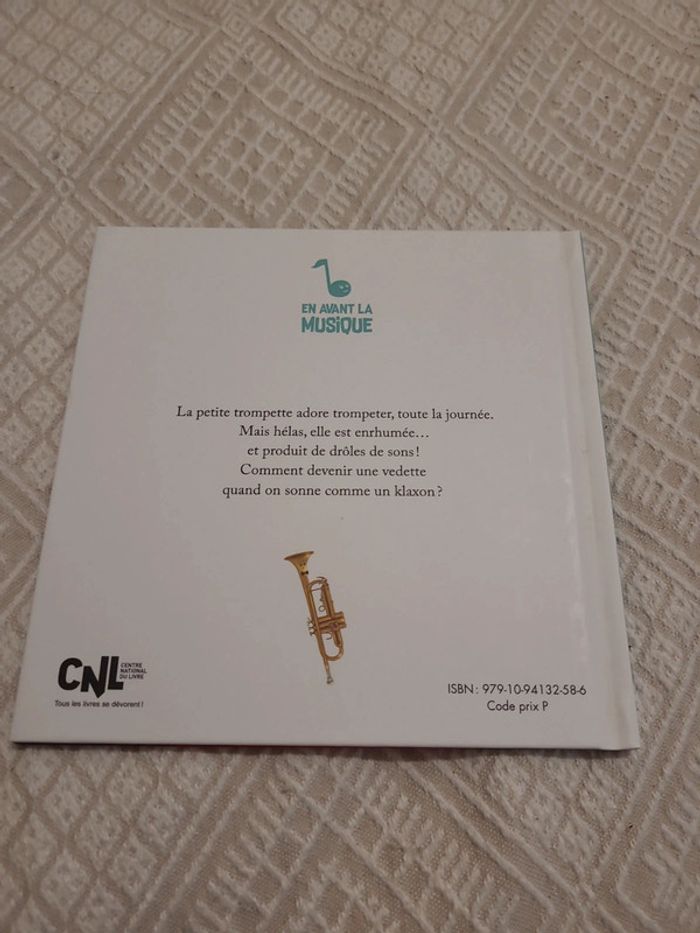 EN AVANT LA
MUSiQUE
La petite trompette adore trompeter, toute la journée.
Mais hélas, elle est enrhumée…
et produit de drôles de sons !
Comment devenir une vedette
quand on sonne comme un klaxon ?
CNL
CENTRE
NATIONAL
DU LIVRE
Tous les livres se dévorent !
ISBN : 979-10-94132-58-6
Code prix P